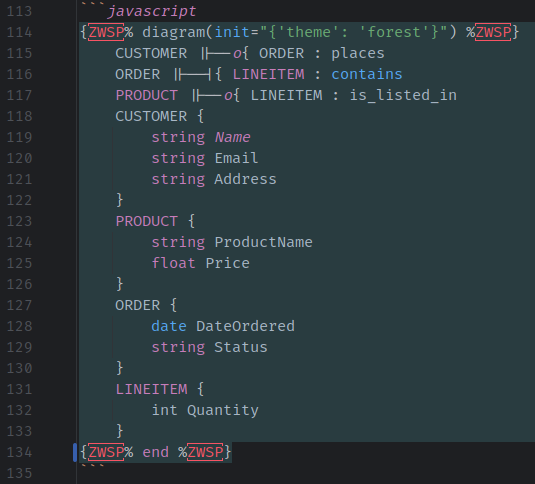 113 ```javascript
114 {ZWSP% diagram(init="{'theme': 'forest'}") %ZWSP}
115 CUSTOMER ||--o{ ORDER : places
116 ORDER ||--|{ LINEITEM : contains
117 PRODUCT ||--o{ LINEITEM : is_listed_in
118 CUSTOMER {
119 string Name
120 string Email
121 string Address
122 }
123 PRODUCT {
124 string ProductName
125 float Price
126 }
127 ORDER {
128 date DateOrdered
129 string Status
130 }
131 LINEITEM {
132 int Quantity
133 }
134 {ZWSP% end %ZWSP}
135 ```